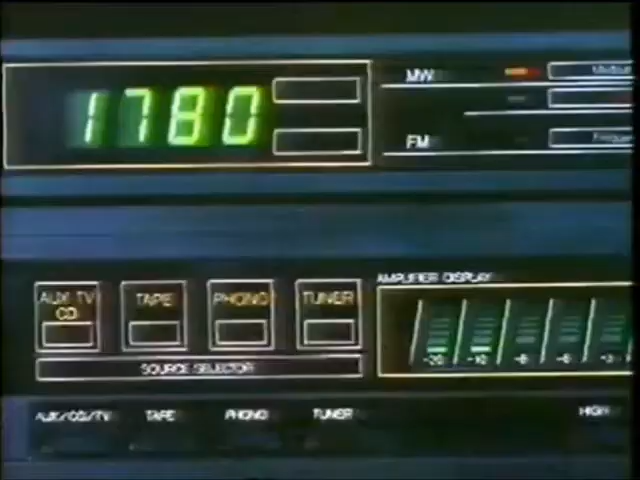 1780
MW
FM
AMPLIFIER DISPLAY
AUX TV CD
TAPE
PHONO
TUNER
-20 -10
SOURCE SELECTOR
AUX/CD/TV TAPE PHONO TUNER HIGH